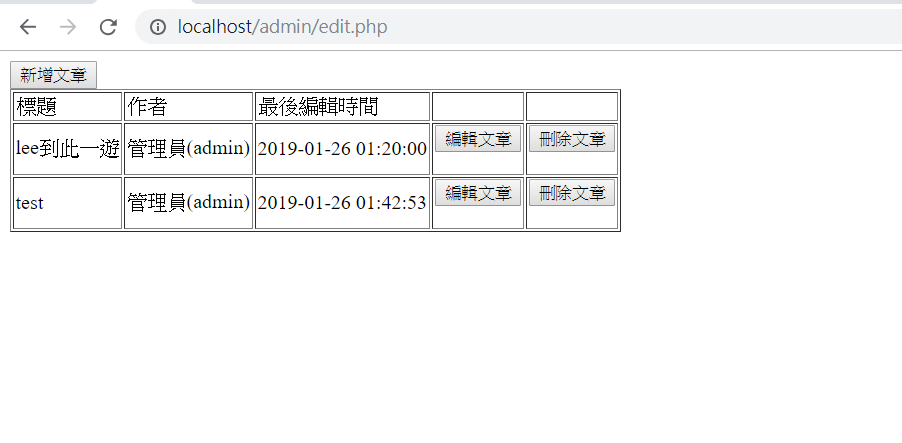 localhost/admin/edit.php
新增文章
標題 作者 最後編輯時間
lee到此一遊 管理員(admin) 2019-01-26 01:20:00 編輯文章 刪除文章
test 管理員(admin) 2019-01-26 01:42:53 編輯文章 刪除文章